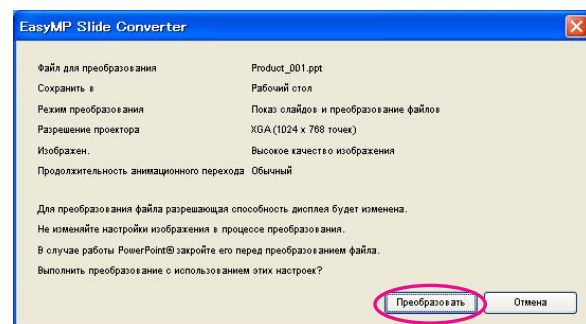 EasyMP Slide Converter
Файл для преобразования Product_001.ppt
Сохранить в Рабочий стол
Режим преобразования Показ слайдов и преобразование файлов
Разрешение проектора XGA (1024 x 768 точек)
Изображен. Высокое качество изображения
Продолжительность анимационного перехода Обычный
Для преобразования файла разрешающая способность дисплея будет изменена.
Не изменяйте настройки изображения в процессе преобразования.
В случае работы PowerPoint® закройте его перед преобразованием файла.
Выполнить преобразование с использованием этих настроек?
Преобразовать Отмена